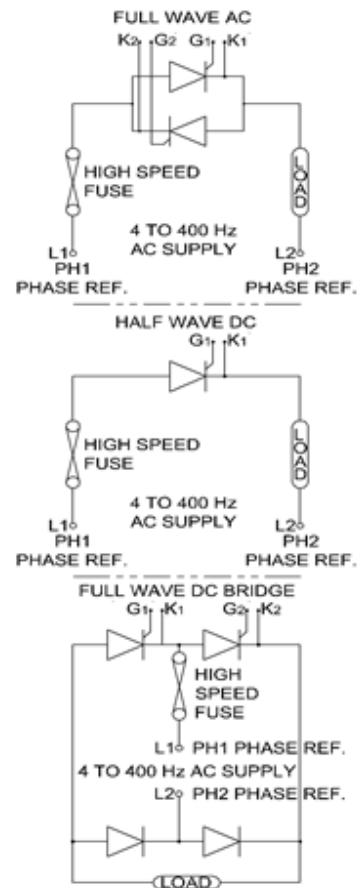 FULL WAVE AC
K2 G2 G1 K1
HIGH SPEED
FUSE
LOAD
4 TO 400 Hz
AC SUPPLY
L1 L2
PH1 PH2
PHASE REF. PHASE REF.
HALF WAVE DC
G1 K1
HIGH SPEED
FUSE
LOAD
4 TO 400 Hz
AC SUPPLY
L1 L2
PH1 PH2
PHASE REF. PHASE REF.
FULL WAVE DC BRIDGE
G1 K1 G2 K2
HIGH
SPEED
FUSE
L1 PH1 PHASE REF.
4 TO 400 Hz AC SUPPLY
L2 PH2 PHASE REF.
LOAD